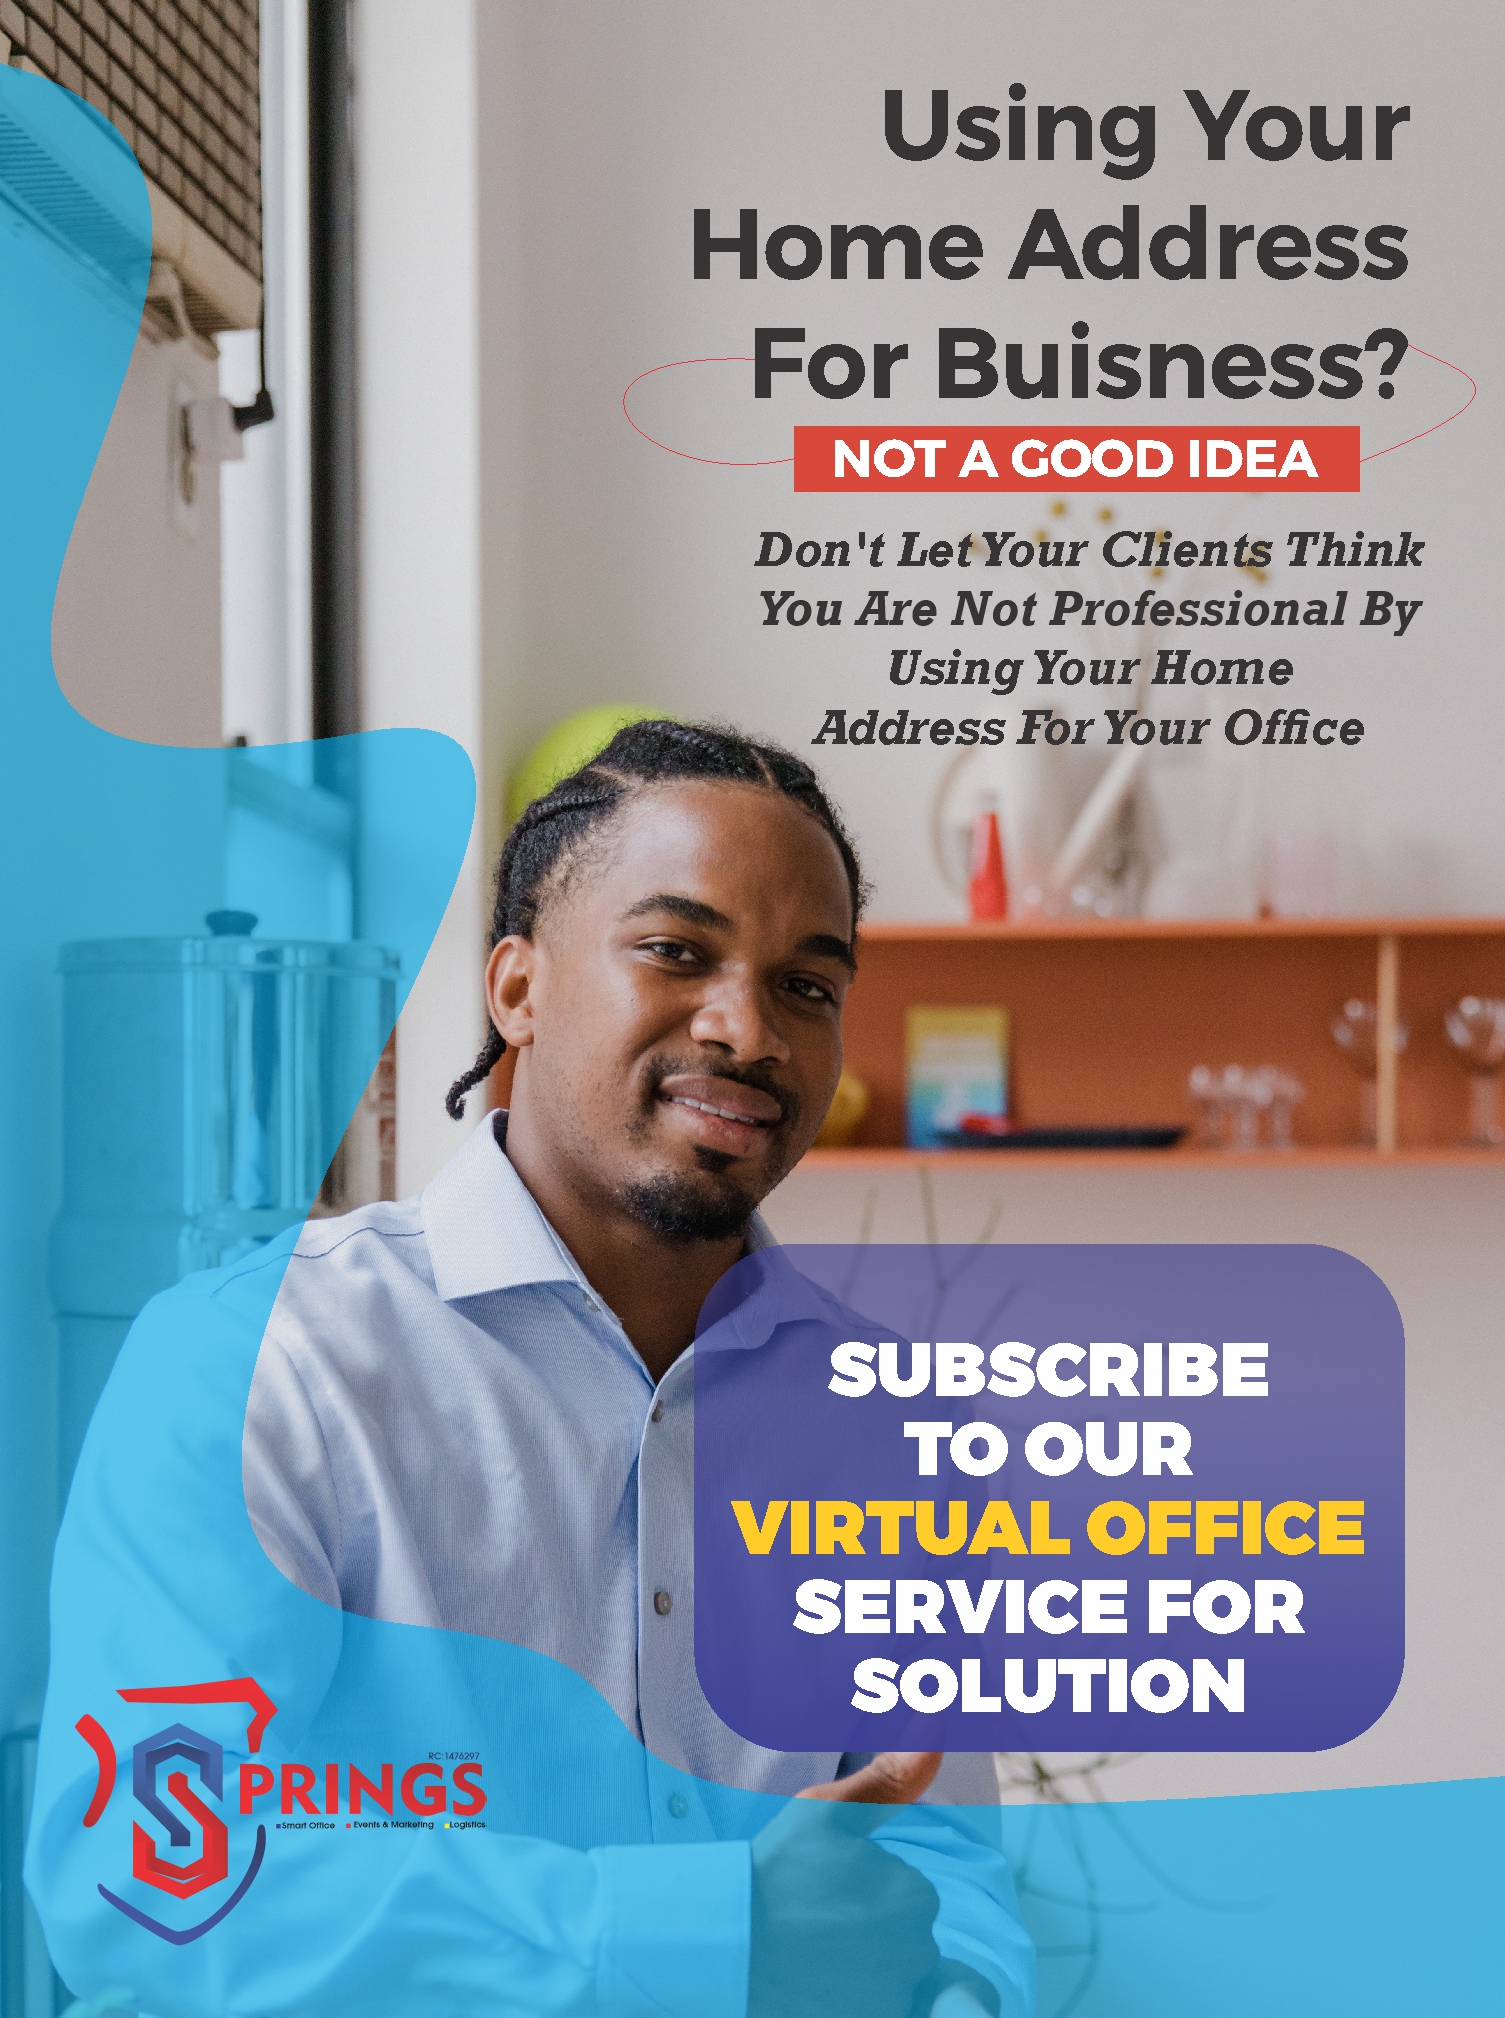 Using Your
Home Address
For Buisness?
NOT A GOOD IDEA
Don't Let Your Clients Think
You Are Not Professional By
Using Your Home
Address For Your Office
SUBSCRIBE
TO OUR
VIRTUAL OFFICE
SERVICE FOR
SOLUTION
RC:1476297
SPRINGS
Smart Office Events & Marketing Logistics